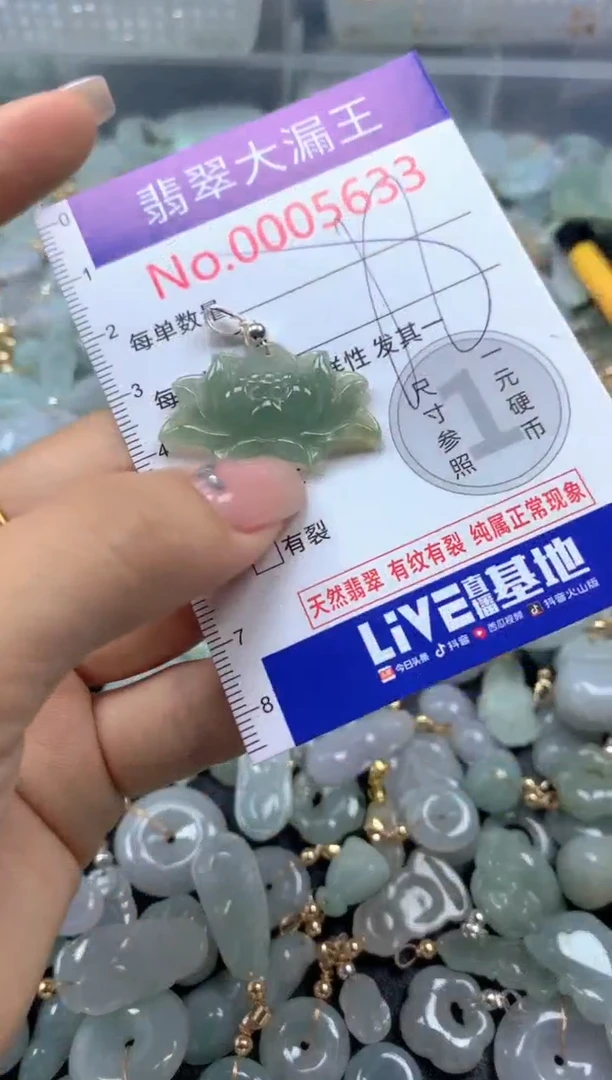 翡翠大漏王
No.0005633
0
1
2
3
4
7
8
每单数
每
样性 发其一
1
一元硬币
尺寸参照
有裂
天然翡翠 有纹有裂 纯属正常现象
LiVE直播基地
今日头条 抖音 西瓜视频 抖音火山版